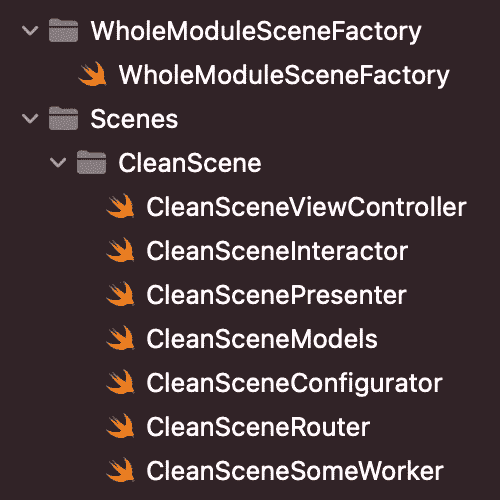 WholeModuleSceneFactory
WholeModuleSceneFactory
Scenes
CleanScene
CleanSceneViewController
CleanSceneInteractor
CleanScenePresenter
CleanSceneModels
CleanSceneConfigurator
CleanSceneRouter
CleanSceneSomeWorker